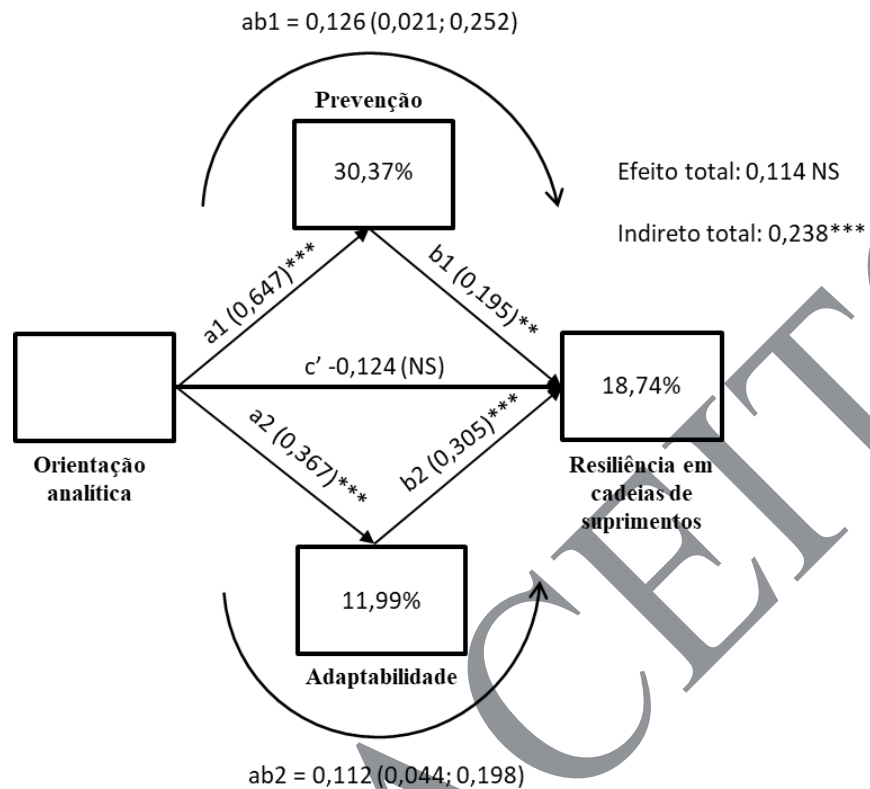 ab1 = 0,126 (0,021; 0,252)
Prevenção
30,37%
Efeito total: 0,114 NS
Indireto total: 0,238***
a1 (0,647)***
b1 (0,195)**
c’ -0,124 (NS)
18,74%
a2 (0,367)***
b2 (0,305)***
Orientação
analítica
Resiliência em
cadeias de
suprimentos
11,99%
Adaptabilidade
ab2 = 0,112 (0,044; 0,198)
ACEITO